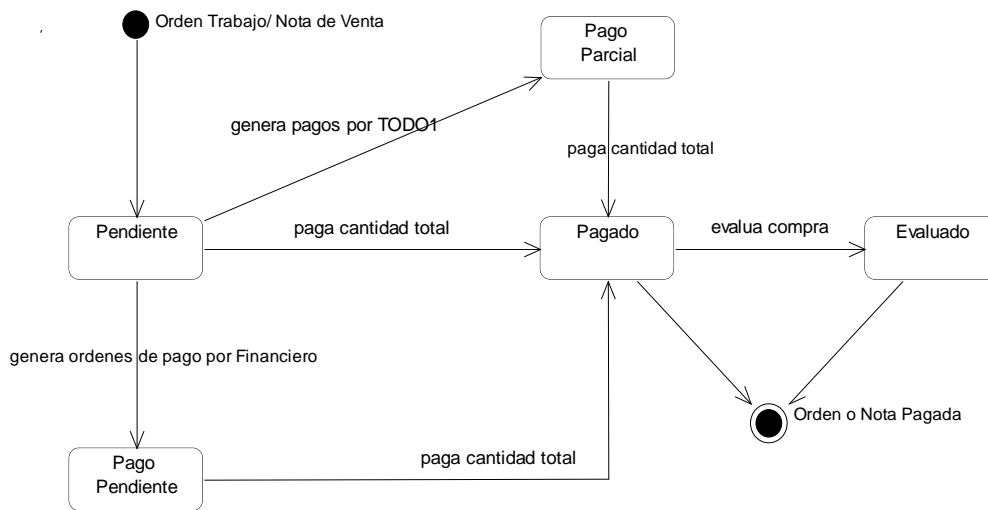 Orden Trabajo/ Nota de Venta
Pago
Parcial
genera pagos por TODO1
paga cantidad total
Pendiente
paga cantidad total
Pagado
evalua compra
Evaluado
genera ordenes de pago por Financiero
Orden o Nota Pagada
Pago
Pendiente
paga cantidad total